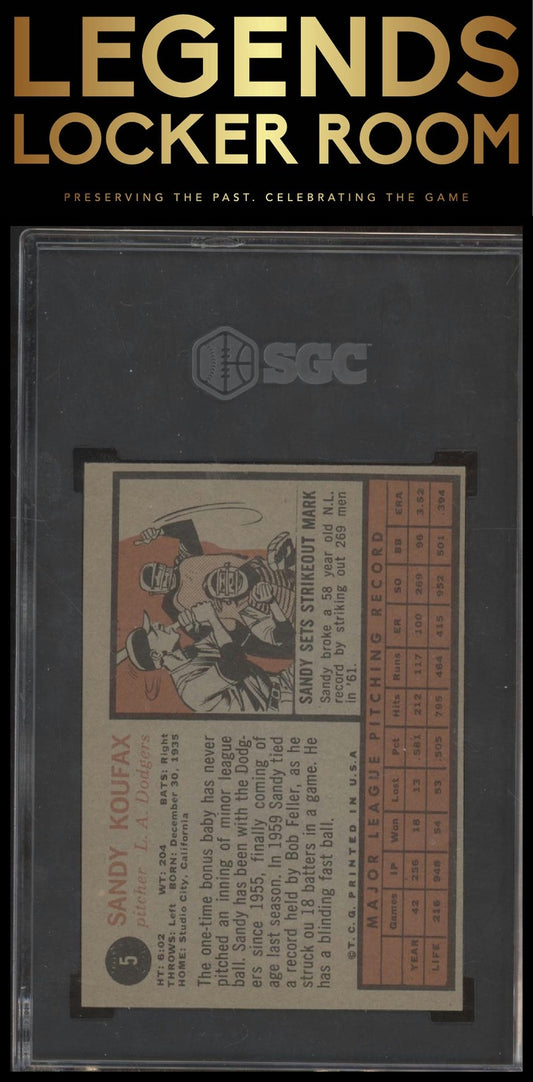 LEGENDS
LOCKER ROOM
PRESERVING THE PAST. CELEBRATING THE GAME
SGC
5
SANDY KOUFAX
pitcher L. A. Dodgers
HT: 6:02 WT: 204 BATS: Right
THROWS: Left BORN: December 30, 1935
HOME: Studio City, California
The one-time bonus baby has never
pitched an inning of minor league
ball. Sandy has been with the Dodg-
ers since 1955, finally coming of
age last season. In 1959 Sandy tied
a record held by Bob Feller, as he
struck ou 18 batters in a game. He
has a blinding fast ball.
©T.C.G. PRINTED IN U.S.A
SANDY SETS STRIKEOUT MARK
Sandy broke a 58 year old N.L.
record by striking out 269 men
in '61.
MAJOR LEAGUE PITCHING RECORD
Games IP Won Lost Pct Hits Runs ER SO BB ERA
YEAR 42 256 18 13 .581 212 117 100 269 96 3.52
LIFE 216 948 54 53 .505 795 464 415 952 501 .394